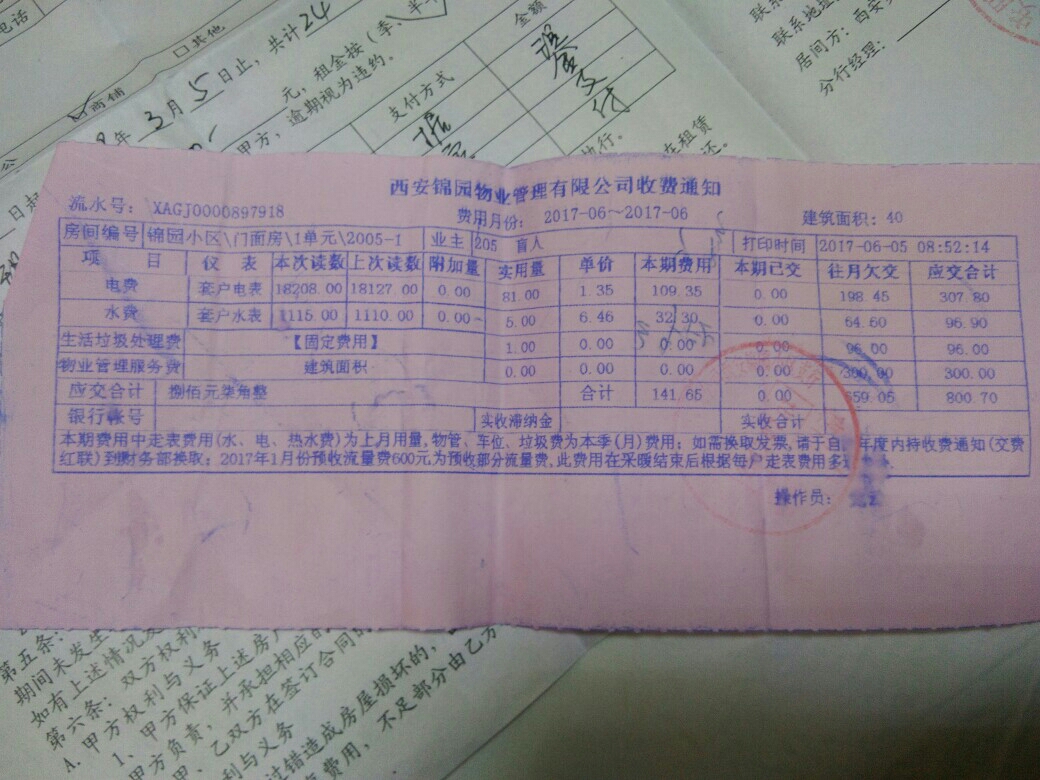 电话
□其他
商铺
年3月5日止，共计24
元，租金按（季、半
甲方，逾期视为违约。
支付方式
金额
执行。
在租赁
还。
联系地址
居间方：西安
分行经理：
西安锦园物业管理有限公司收费通知
流水号： XAGJ0000897918 费用月份： 2017-06～2017-06 建筑面积：40
房间编号 锦园小区\门面房\1单元\2005-1 业主 205 盲人 打印时间 2017-06-05 08:52:14
项 目 仪 表 本次读数 上次读数 附加量 实用量 单价 本期费用 本期已交 往月欠交 应交合计
电费 套户电表 18208.00 18127.00 0.00 81.00 1.35 109.35 0.00 198.45 307.80
水费 套户水表 1115.00 1110.00 0.00 5.00 6.46 32.30 0.00 64.60 96.90
生活垃圾处理费 【固定费用】 1.00 0.00 0.00 0.00 96.00 96.00
物业管理服务费 建筑面积 0.00 0.00 0.00 0.00 300.00 300.00
应交合计 捌佰元柒角整 合计 141.65 0.00 659.05 800.70
银行帐号 实收滞纳金 实收合计
本期费用中走表费用(水、电、热水费)为上月用量,物管、车位、垃圾费为本季(月)费用；如需换取发票,请于自 年度内持收费通知(交费
红联)到财务部换取；2017年1月份预收流量费600元为预收部分流量费,此费用在采暖结束后根据每户走表费用多
操作员：
第五条：
期间未发生
如有上述情况发
第六条： 双方权利与义务
A. 甲方权利与义务
1、甲方保证上述房产
甲方负责，并承担相应的
甲、乙双方在签订合同
利与义务
过错造成房屋损坏的，
费用，不足部分由乙方